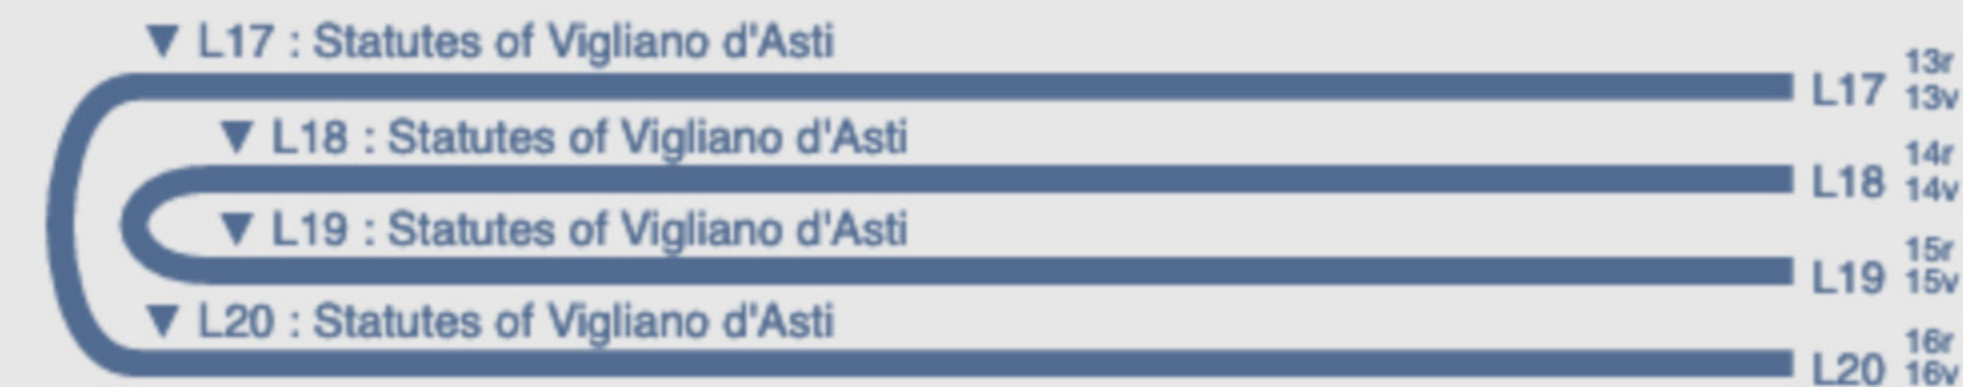 ▼ L17 : Statutes of Vigliano d'Asti
L17 13r
13v
▼ L18 : Statutes of Vigliano d'Asti
L18 14r
14v
▼ L19 : Statutes of Vigliano d'Asti
L19 15r
15v
▼ L20 : Statutes of Vigliano d'Asti
L20 16r
16v